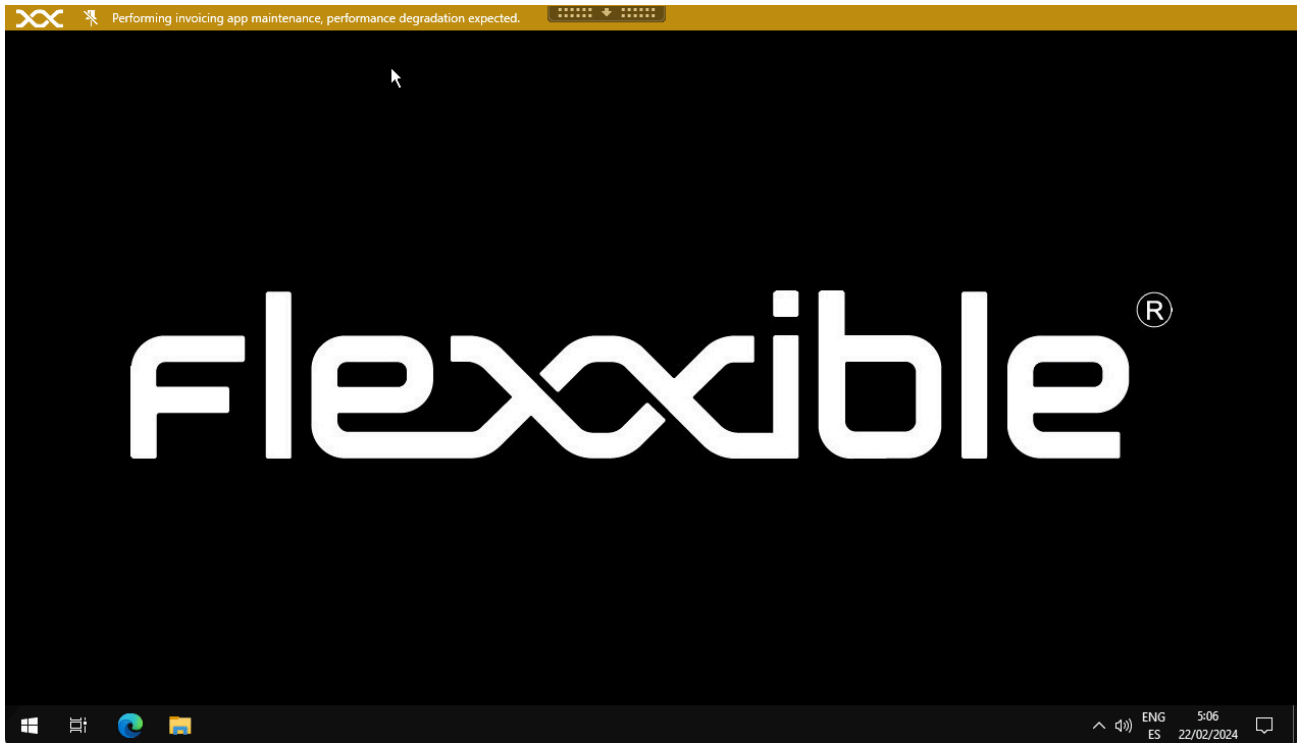 Performing invoicing app maintenance, performance degradation expected.
Flexxible®
ENG
ES
5:06
22/02/2024